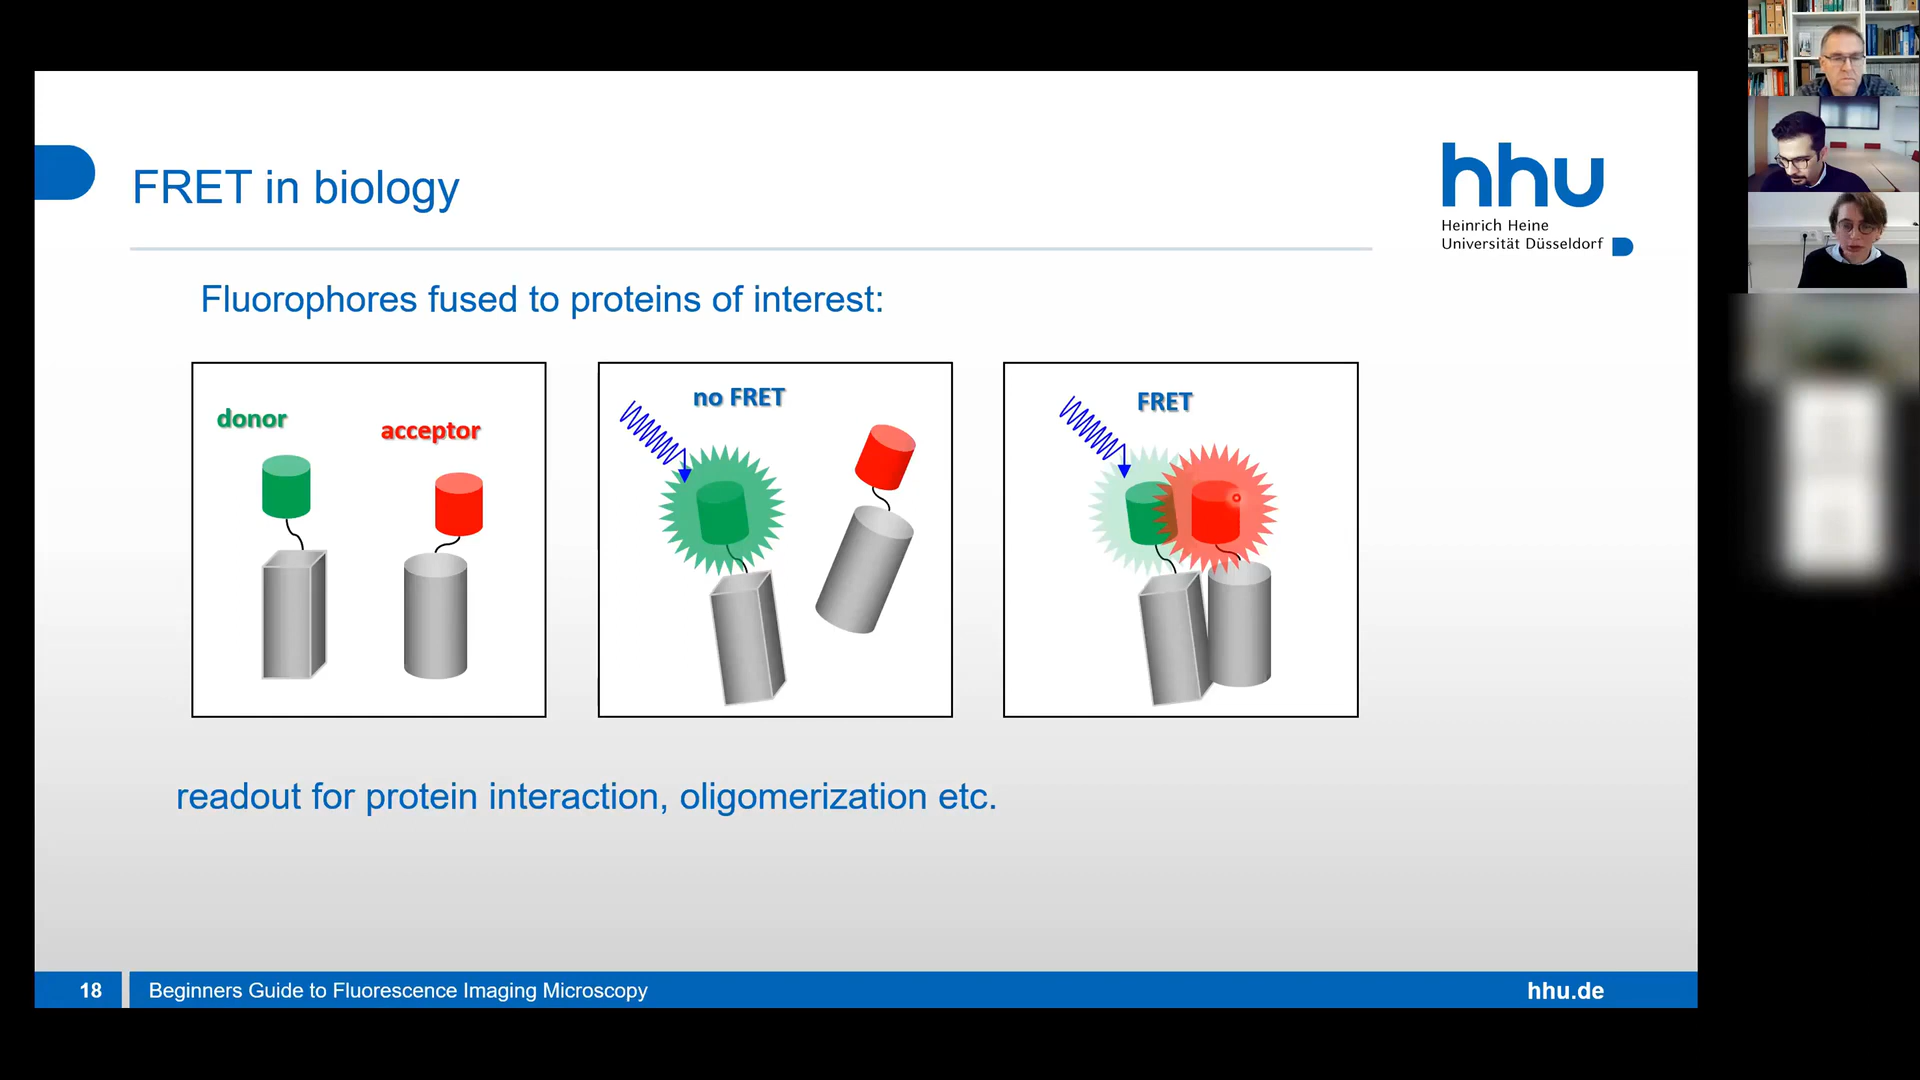 FRET in biology
hhu
Heinrich Heine
Universität Düsseldorf
Fluorophores fused to proteins of interest:
donor
acceptor
no FRET
FRET
readout for protein interaction, oligomerization etc.
18
Beginners Guide to Fluorescence Imaging Microscopy
hhu.de